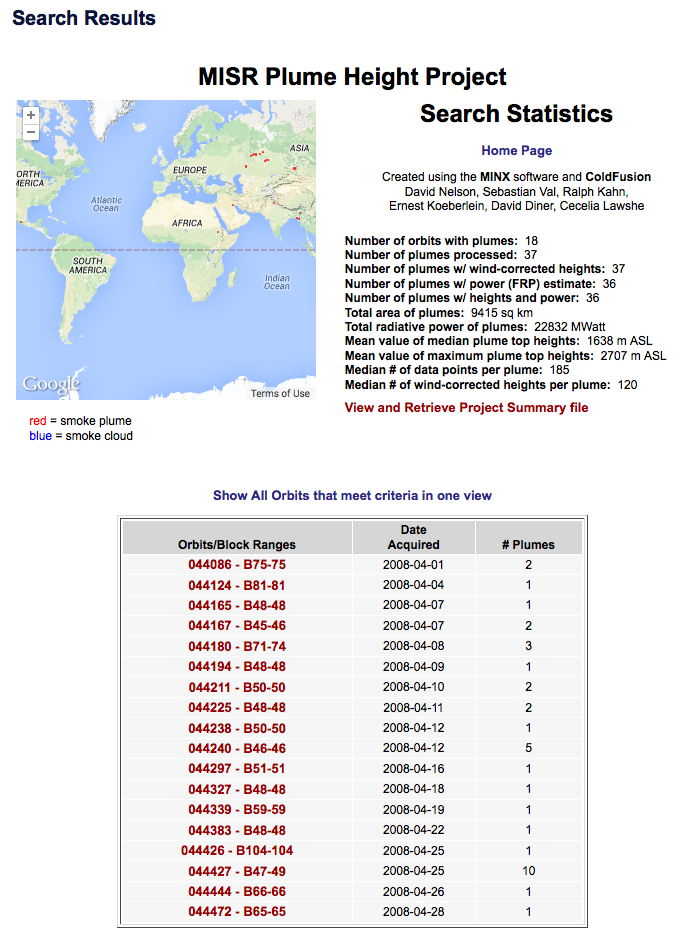 Search Results
MISR Plume Height Project
Search Statistics
Home Page
Created using the MINX software and ColdFusion
David Nelson, Sebastian Val, Ralph Kahn,
Ernest Koeberlein, David Diner, Cecelia Lawshe
+
−
ORTH
MERICA
Atlantic
Ocean
EUROPE
ASIA
AFRICA
SOUTH
AMERICA
Indian
Ocean
Google
Terms of Use
red = smoke plume
blue = smoke cloud
Number of orbits with plumes: 18
Number of plumes processed: 37
Number of plumes w/ wind-corrected heights: 37
Number of plumes w/ power (FRP) estimate: 36
Number of plumes w/ heights and power: 36
Total area of plumes: 9415 sq km
Total radiative power of plumes: 22832 MWatt
Mean value of median plume top heights: 1638 m ASL
Mean value of maximum plume top heights: 2707 m ASL
Median # of data points per plume: 185
Median # of wind-corrected heights per plume: 120
View and Retrieve Project Summary file
Show All Orbits that meet criteria in one view
Orbits/Block Ranges Date Acquired # Plumes
044086 - B75-75 2008-04-01 2
044124 - B81-81 2008-04-04 1
044165 - B48-48 2008-04-07 1
044167 - B45-46 2008-04-07 2
044180 - B71-74 2008-04-08 3
044194 - B48-48 2008-04-09 1
044211 - B50-50 2008-04-10 2
044225 - B48-48 2008-04-11 2
044238 - B50-50 2008-04-12 1
044240 - B46-46 2008-04-12 5
044297 - B51-51 2008-04-16 1
044327 - B48-48 2008-04-18 1
044339 - B59-59 2008-04-19 1
044383 - B48-48 2008-04-22 1
044426 - B104-104 2008-04-25 1
044427 - B47-49 2008-04-25 10
044444 - B66-66 2008-04-26 1
044472 - B65-65 2008-04-28 1